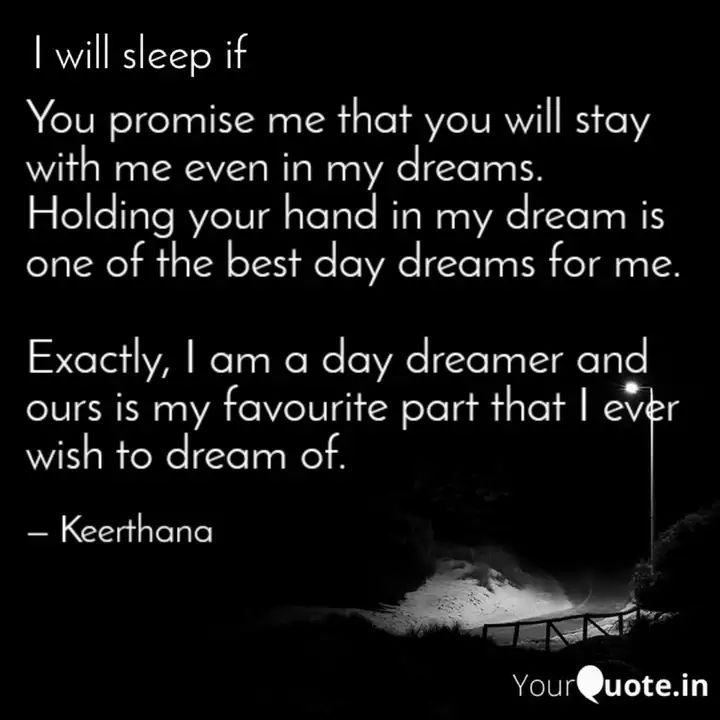 I will sleep if
You promise me that you will stay
with me even in my dreams.
Holding your hand in my dream is
one of the best day dreams for me.
Exactly, I am a day dreamer and
ours is my favourite part that I ever
wish to dream of.
– Keerthana
YourQuote.in